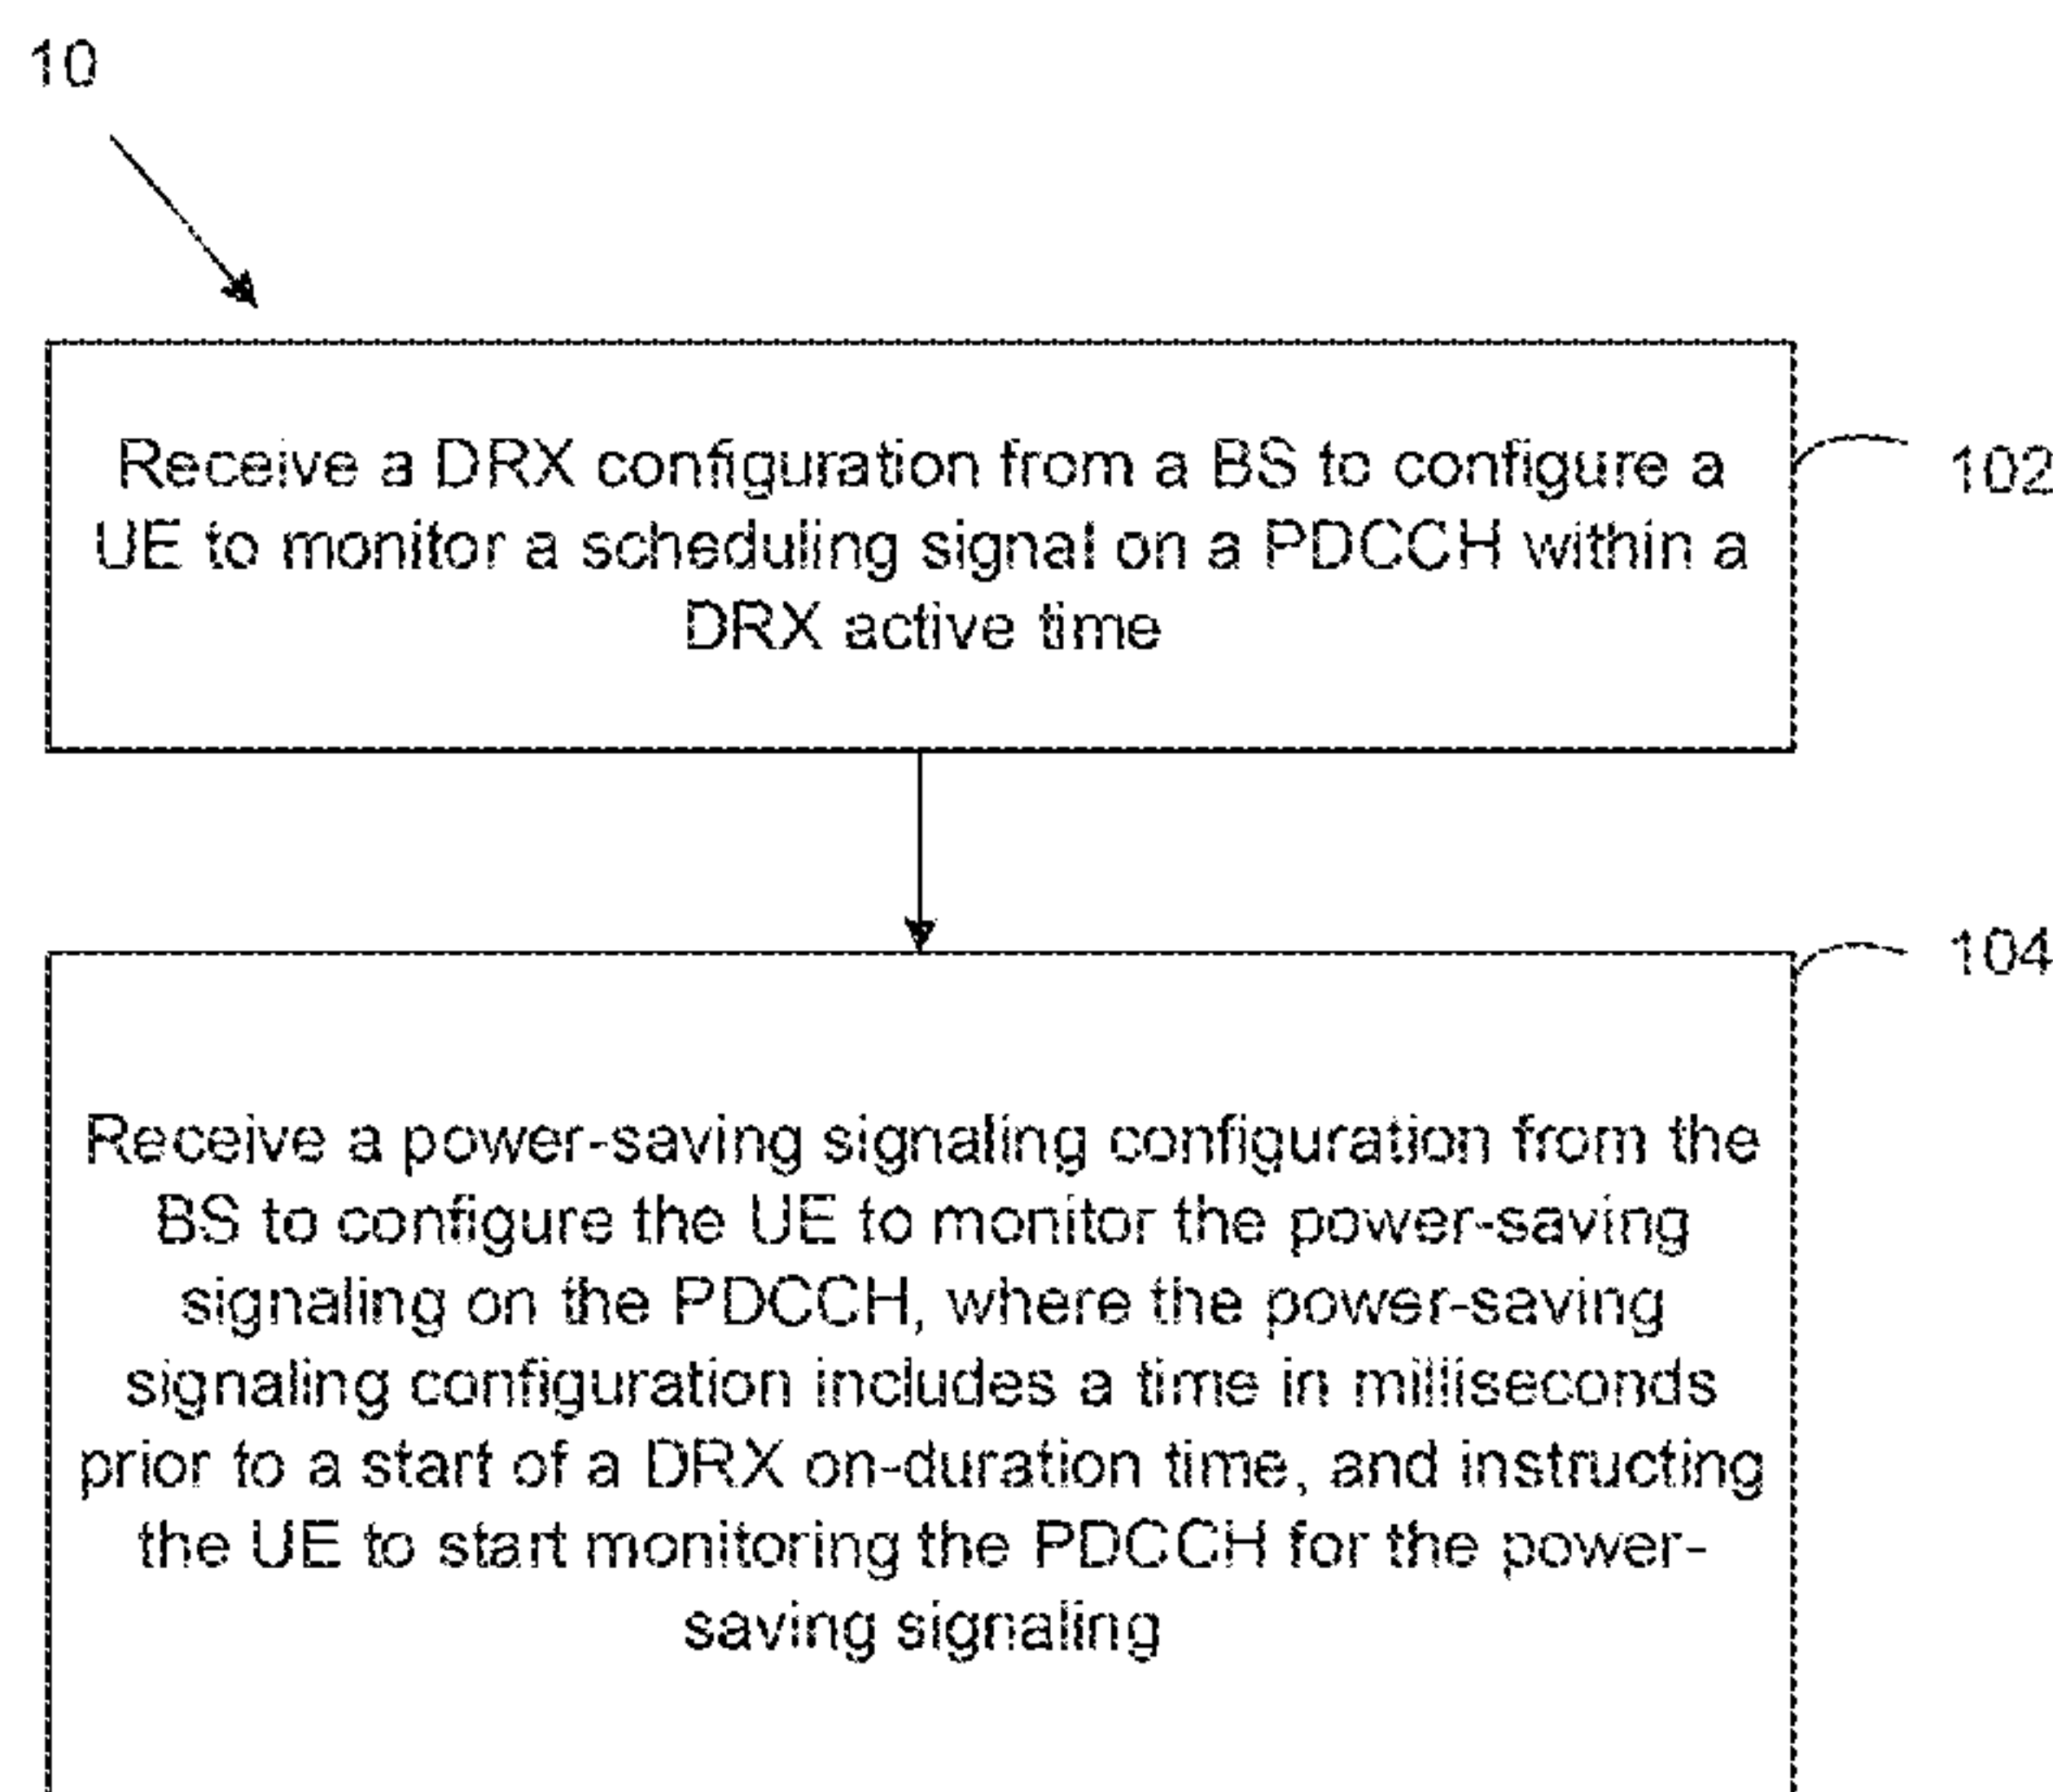 10
Receive a DRX configuration from a BS to configure a
UE to monitor a scheduling signal on a PDCCH within a
DRX active time
102
104
Receive a power-saving signaling configuration from the
BS to configure the UE to monitor the power-saving
signaling on the PDCCH, where the power-saving
signaling configuration includes a time in milliseconds
prior to a start of a DRX on-duration time, and instructing
the UE to start monitoring the PDCCH for the power-
saving signaling